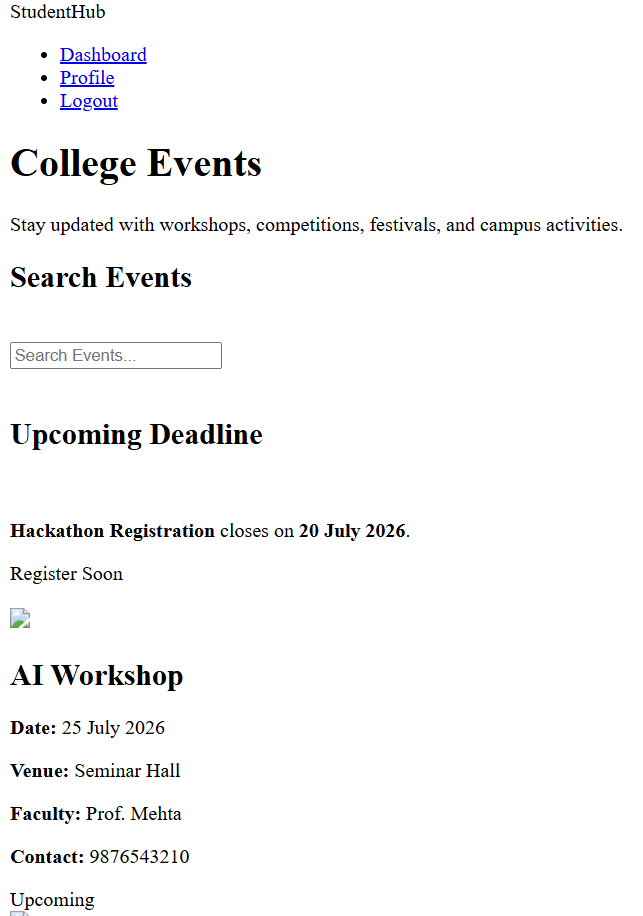 StudentHub
Dashboard
Profile
Logout
College Events
Stay updated with workshops, competitions, festivals, and campus activities.
Search Events
Search Events...
Upcoming Deadline
Hackathon Registration closes on 20 July 2026.
Register Soon
AI Workshop
Date: 25 July 2026
Venue: Seminar Hall
Faculty: Prof. Mehta
Contact: 9876543210
Upcoming